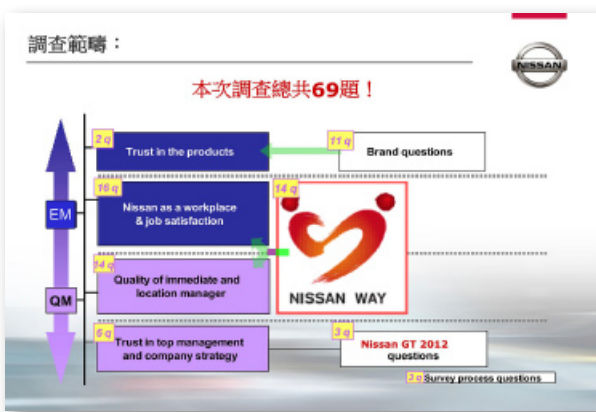 調查範疇：
NISSAN
本次調查總共69題！
2 q
Trust in the products
11 q
Brand questions
16 q
Nissan as a workplace
& job satisfaction
14 q
NISSAN WAY
EM
14 q
Quality of immediate and
location manager
QM
6 q
Trust in top management
and company strategy
3 q
Nissan GT 2012
questions
3 q Survey process questions